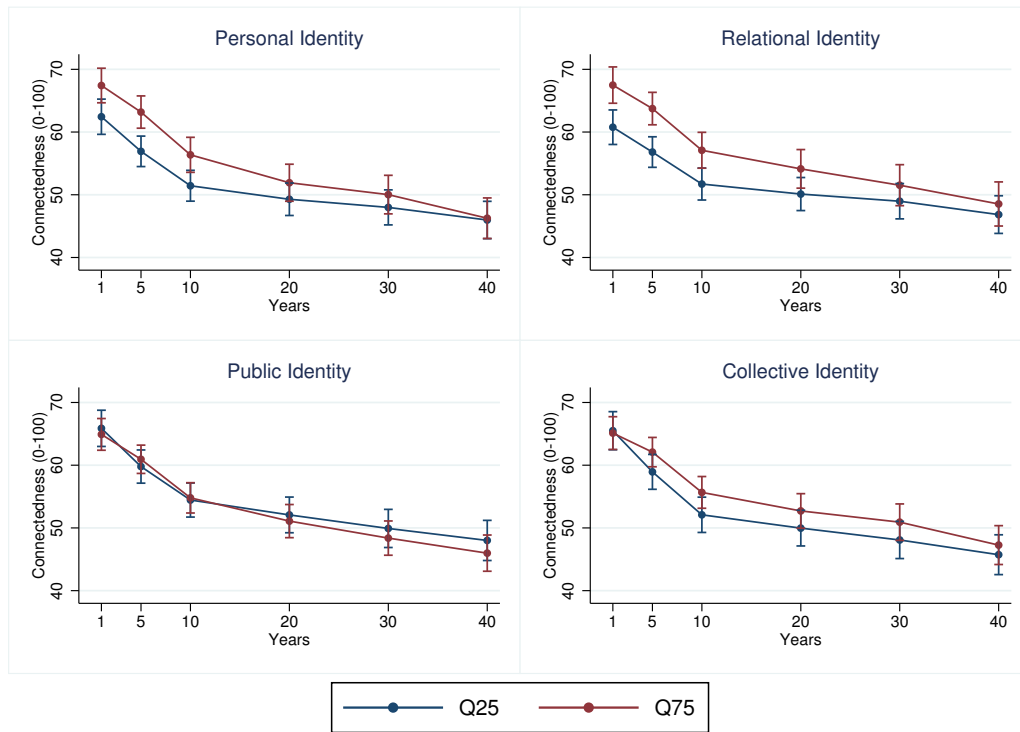 Personal Identity
Connectedness (0-100)
70
60
50
40
1 5 10 20 30 40
Years
Relational Identity
Connectedness (0-100)
70
60
50
40
1 5 10 20 30 40
Years
Public Identity
Connectedness (0-100)
70
60
50
40
1 5 10 20 30 40
Years
Collective Identity
Connectedness (0-100)
70
60
50
40
1 5 10 20 30 40
Years
Q25 Q75